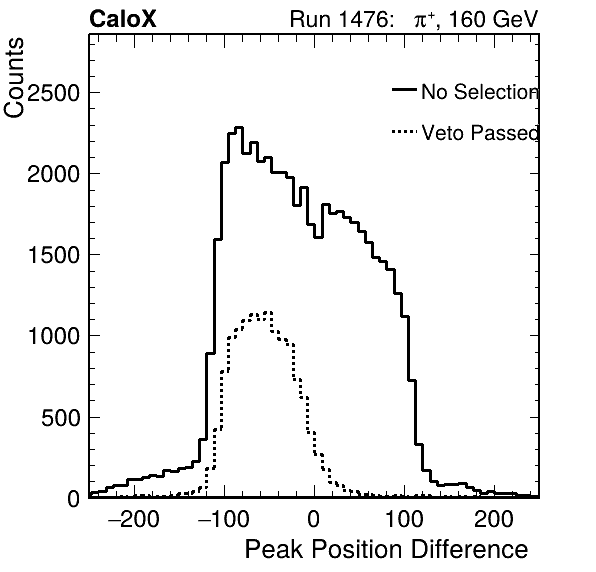 CaloX Run 1476: π⁺, 160 GeV
Counts
2500
2000
1500
1000
500
0
No Selection
Veto Passed
−200 −100 0 100 200
Peak Position Difference